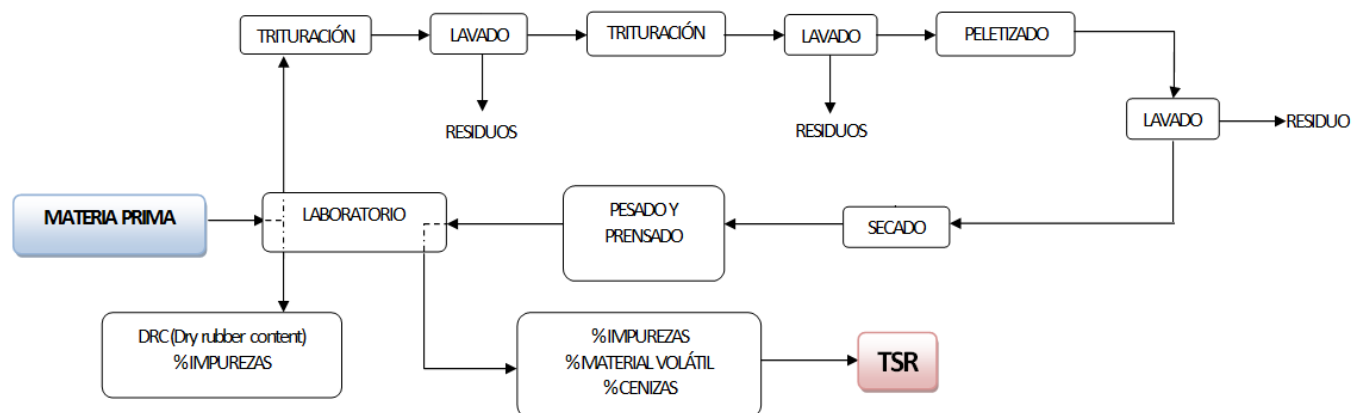 TRITURACIÓN
LAVADO
TRITURACIÓN
LAVADO
PELETIZADO
RESIDUOS
RESIDUOS
LAVADO
RESIDUO
MATERIA PRIMA
LABORATORIO
PESADO Y
PRENSADO
SECADO
DRC (Dry rubber content)
% IMPUREZAS
% IMPUREZAS
% MATERIAL VOLÁTIL
% CENIZAS
TSR